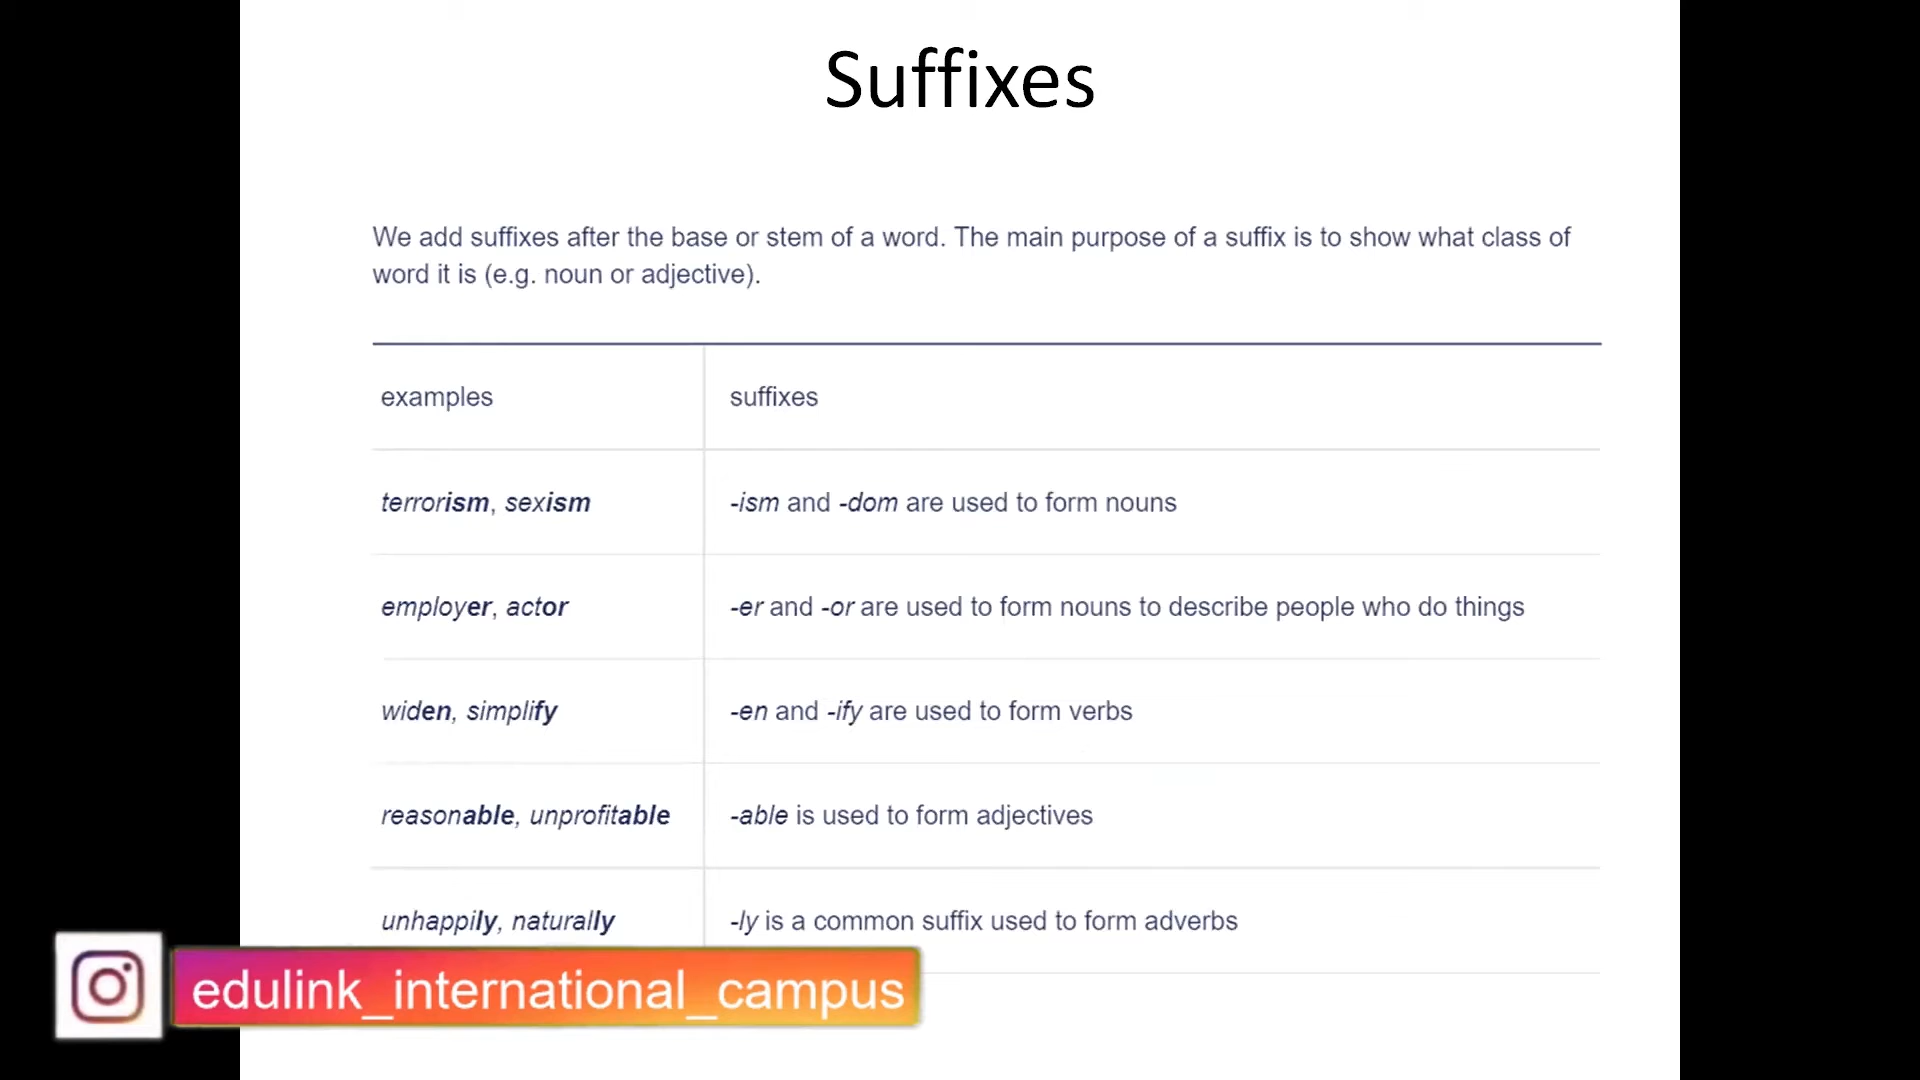 Suffixes
We add suffixes after the base or stem of a word. The main purpose of a suffix is to show what class of
word it is (e.g. noun or adjective).
examples suffixes
terrorism, sexism -ism and -dom are used to form nouns
employer, actor -er and -or are used to form nouns to describe people who do things
widen, simplify -en and -ify are used to form verbs
reasonable, unprofitable -able is used to form adjectives
unhappily, naturally -ly is a common suffix used to form adverbs
edulink_international_campus